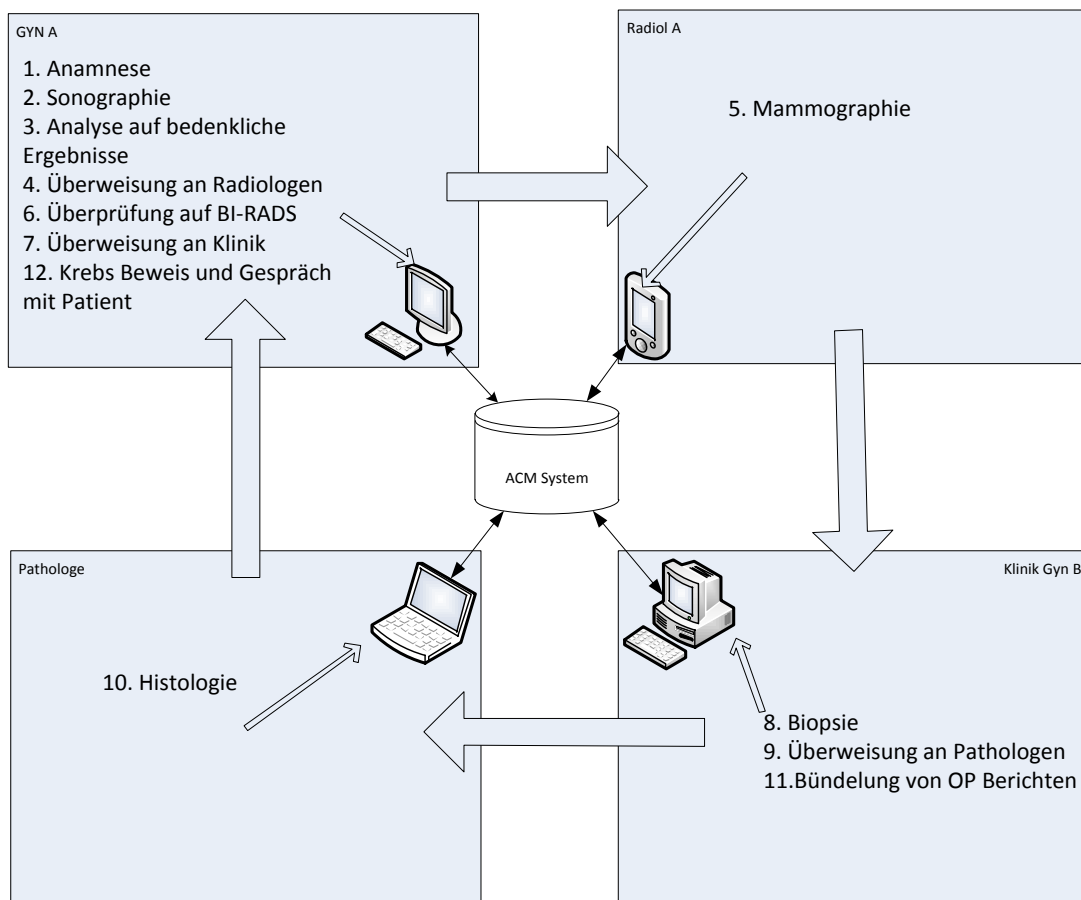 GYN A
1. Anamnese
2. Sonographie
3. Analyse auf bedenkliche
Ergebnisse
4. Überweisung an Radiologen
6. Überprüfung auf BI-RADS
7. Überweisung an Klinik
12. Krebs Beweis und Gespräch
mit Patient
Radiol A
5. Mammographie
ACM System
Pathologe
10. Histologie
Klinik Gyn B
8. Biopsie
9. Überweisung an Pathologen
11.Bündelung von OP Berichten